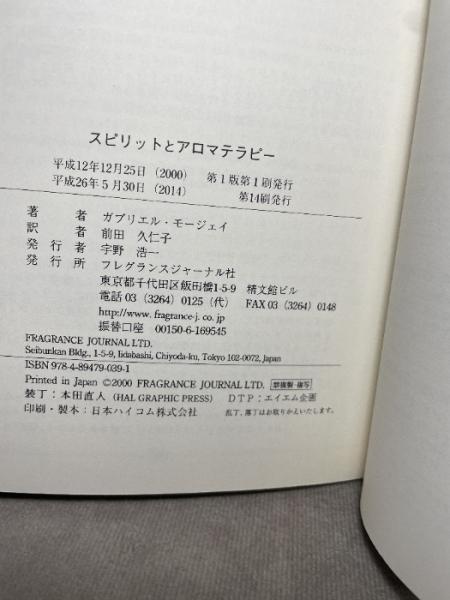 スピリットとアロマテラピー
平成12年12月25日（2000） 第1版第1刷発行
平成26年5月30日（2014） 第14刷発行
著者 ガブリエル・モージェイ
訳者 前田 久仁子
発行者 宇野 浩一
発行所 フレグランスジャーナル社
東京都千代田区飯田橋1-5-9 精文館ビル
電話 03（3264）0125（代） FAX 03（3264）0148
http://www.fragrance-j.co.jp
振替口座 00150-6-169545
FRAGRANCE JOURNAL LTD.
Seibunkan Bldg., 1-5-9, Iidabashi, Chiyoda-ku, Tokyo 102-0072, Japan
ISBN 978-4-89479-039-1
Printed in Japan ©2000 FRAGRANCE JOURNAL LTD. 禁複製・複写
装丁：本田直人（HAL GRAPHIC PRESS） DTP：エイエム企画
印刷・製本：日本ハイコム株式会社 乱丁、落丁はお取りかえいたします。